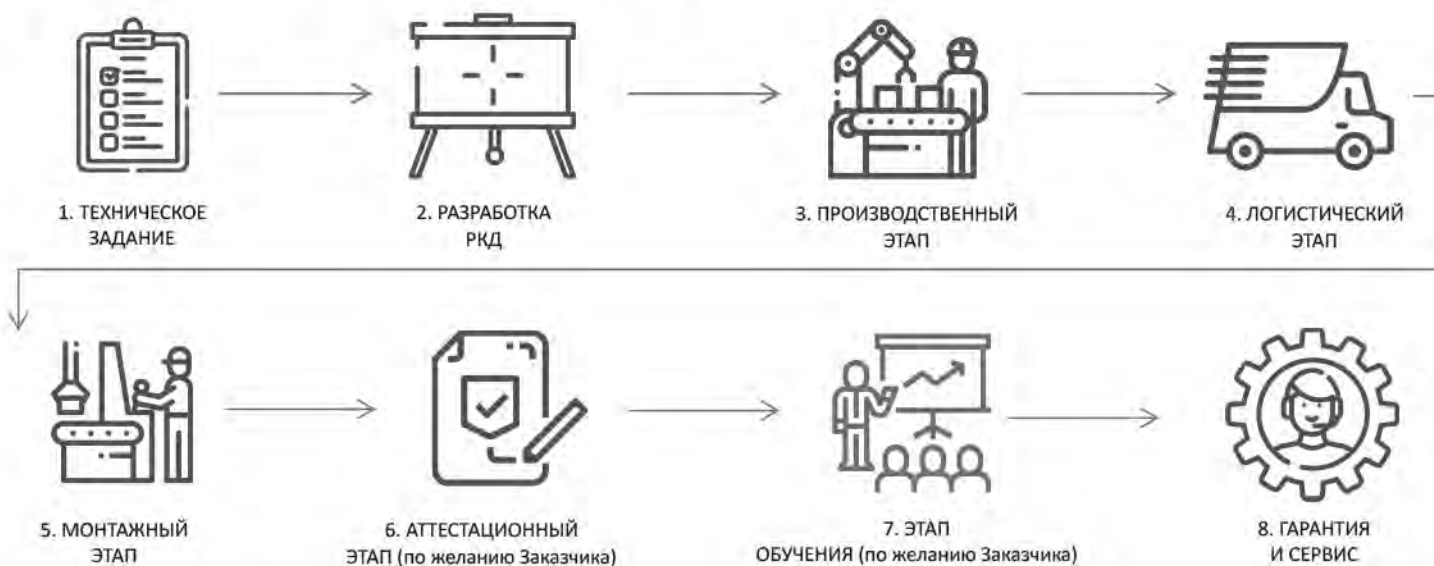 1. ТЕХНИЧЕСКОЕ
ЗАДАНИЕ
2. РАЗРАБОТКА
РКД
3. ПРОИЗВОДСТВЕННЫЙ
ЭТАП
4. ЛОГИСТИЧЕСКИЙ
ЭТАП
5. МОНТАЖНЫЙ
ЭТАП
6. АТТЕСТАЦИОННЫЙ
ЭТАП (по желанию Заказчика)
7. ЭТАП
ОБУЧЕНИЯ (по желанию Заказчика)
8. ГАРАНТИЯ
И СЕРВИС